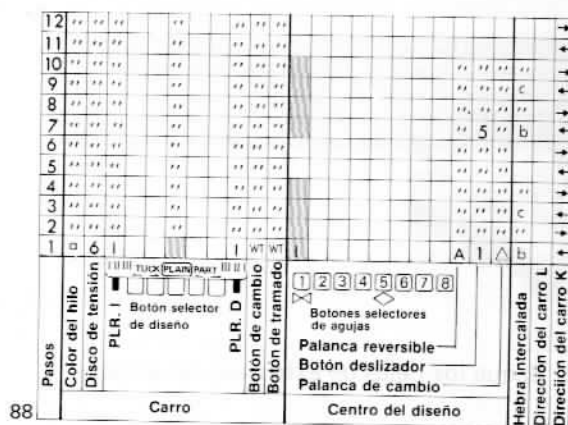 12 " " " " " " "
11 " " " " " " "
10 " " " " " " " " " " "
9 " " " " " " " " " " c
8 " " " " " " " " " " "
7 " " " " " " " " 5 " b
6 " " " " " " "
5 " " " " " " "
4 " " " " " " " " " " "
3 " " " " " " " " " " c
2 " " " " " " " " " " "
1 6 I I WT WT I A 1 △ b
TUCK PLAIN PART
Pasos
Color del hilo
Disco de tensión
PLR. I
Botón selector
de diseño
PLR. D
Botón de cambio
Botón de tramado
1 2 3 4 5 6 7 8
Botones selectores
de agujas
Palanca reversible
Botón deslizador
Palanca de cambio
Hebra intercalada
Dirección del carro L
Direciión del carro K
Carro
Centro del diseño
88